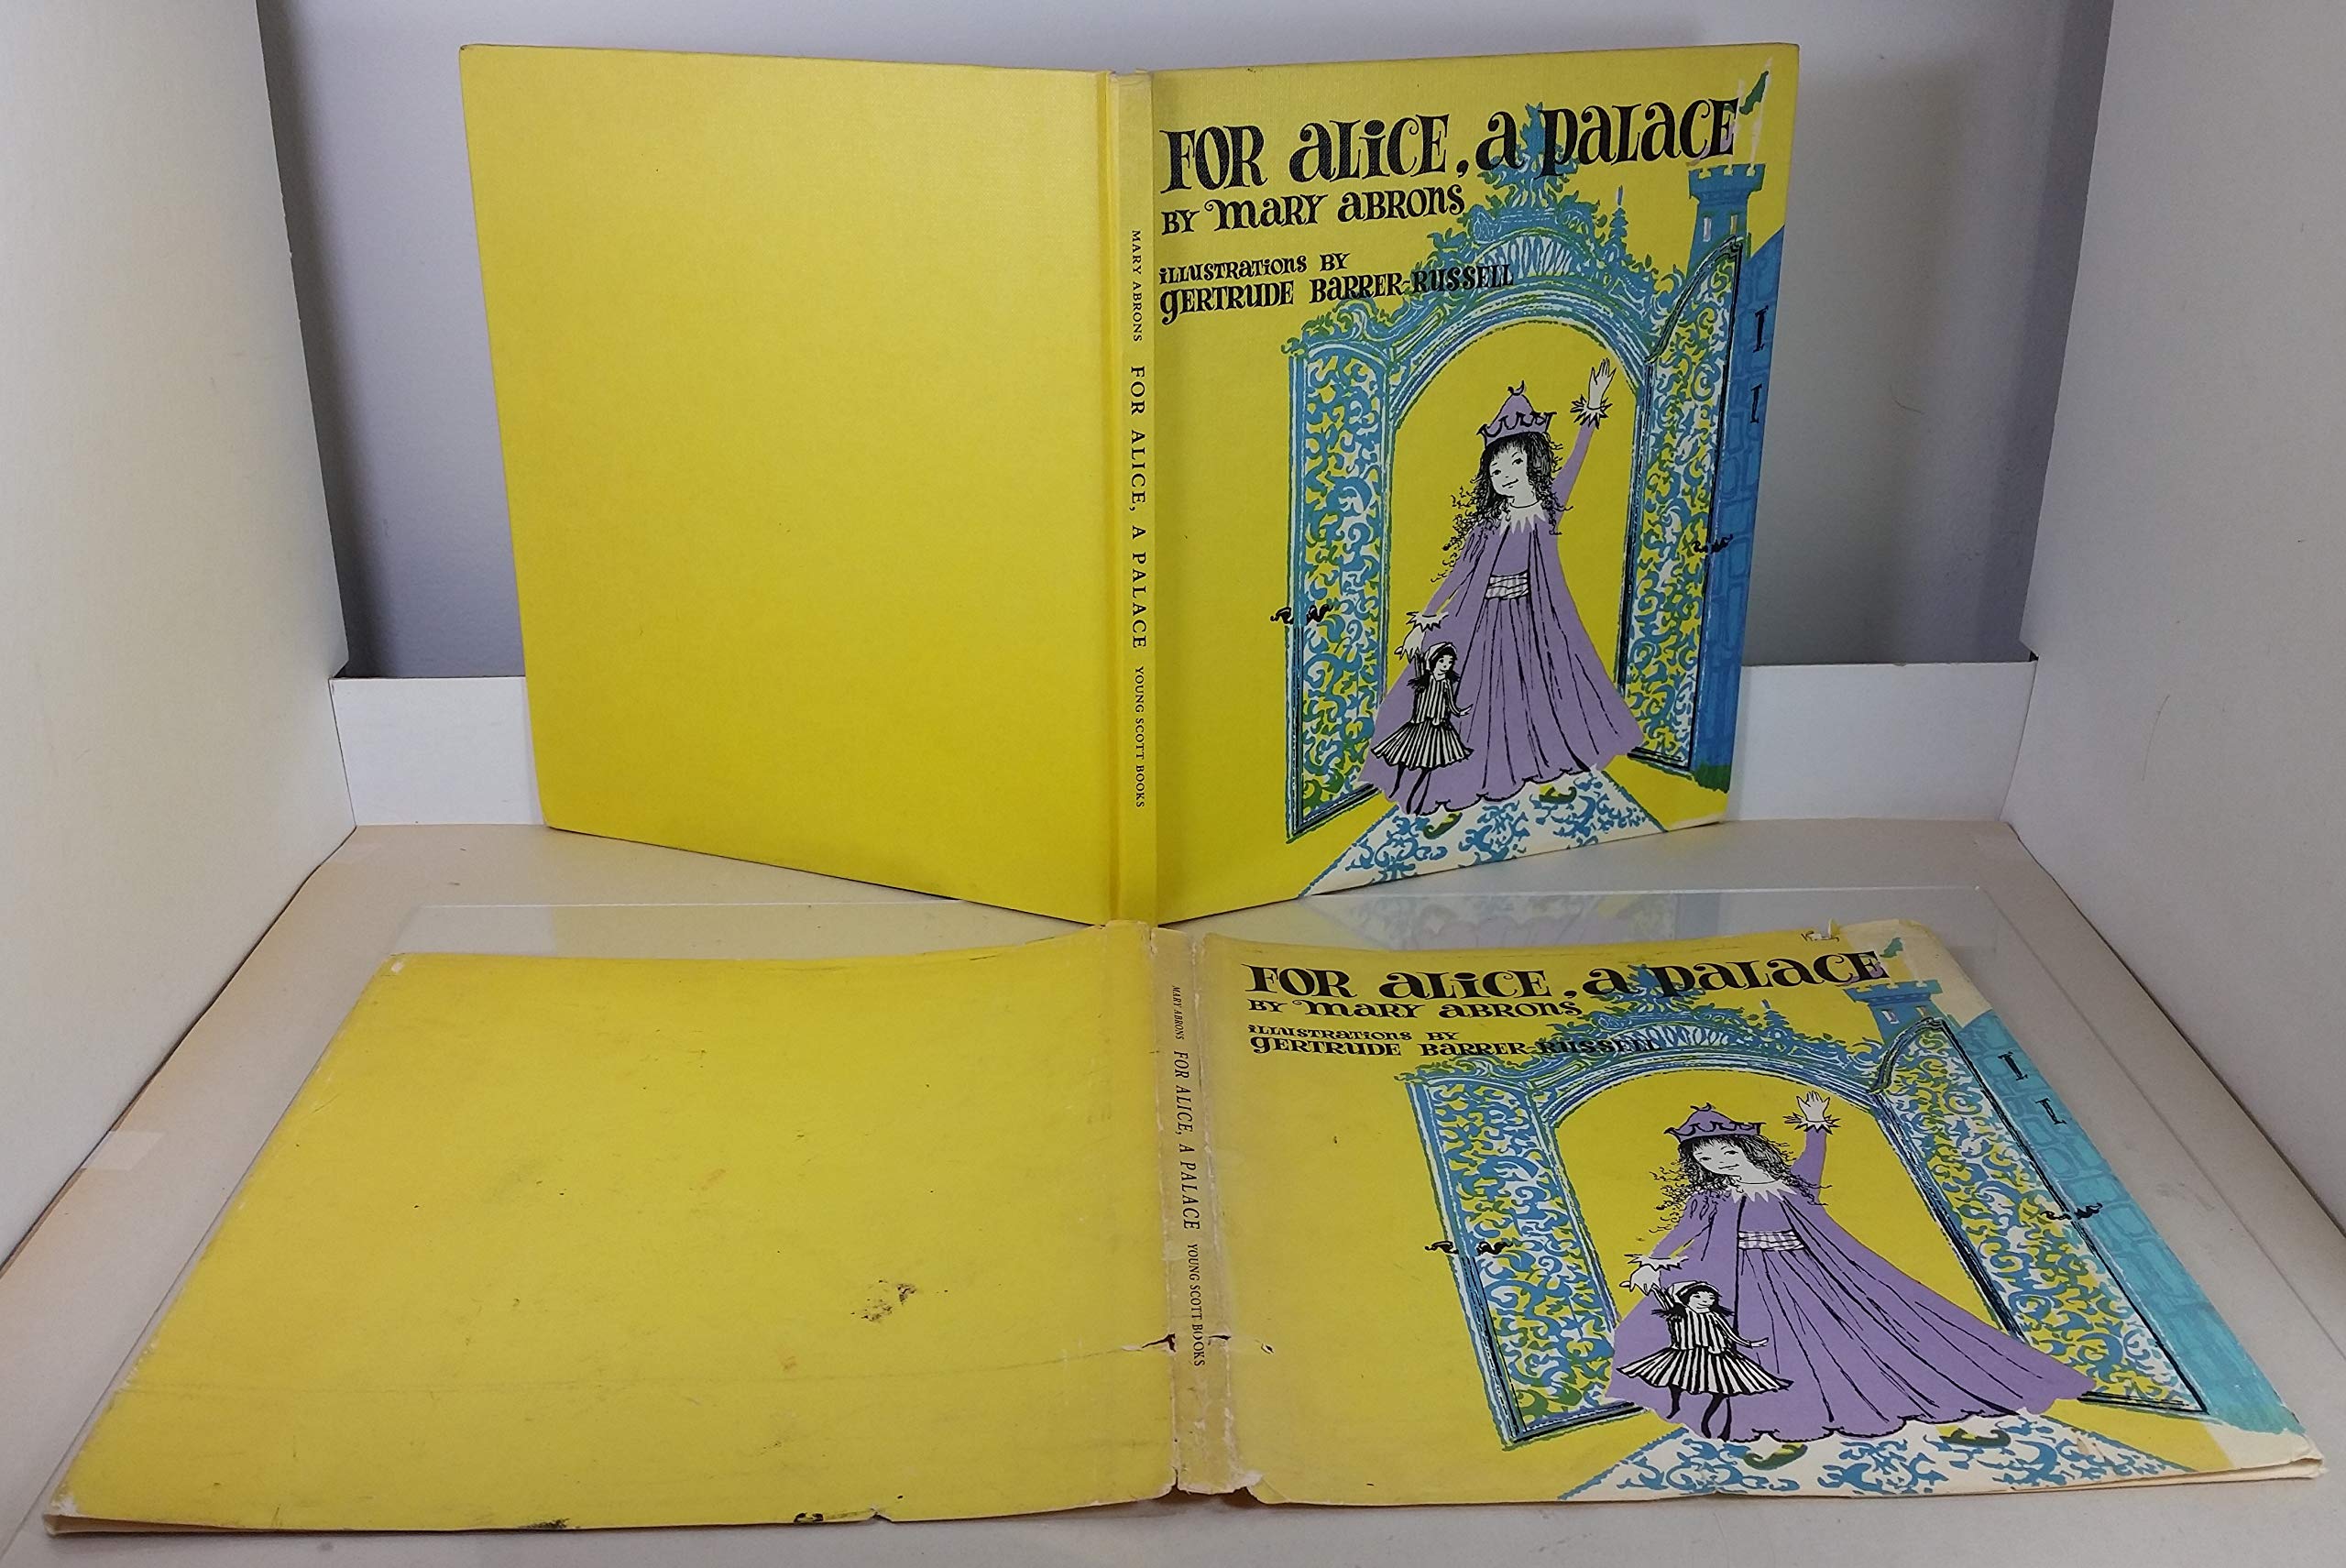 FOR aLiCE, a PaLaCE
BY MARY ABRONS
iLLUSTRATiONS BY
GERTRUDE BARRER-RUSSELL
MARY ABRONS FOR ALICE, A PALACE YOUNG SCOTT BOOKS
FOR aLiCE, a PaLaCE
BY MARY ABRONS
iLLUSTRATiONS BY
GERTRUDE BARRER-RUSSELL
MARY ABRONS FOR ALICE, A PALACE YOUNG SCOTT BOOKS